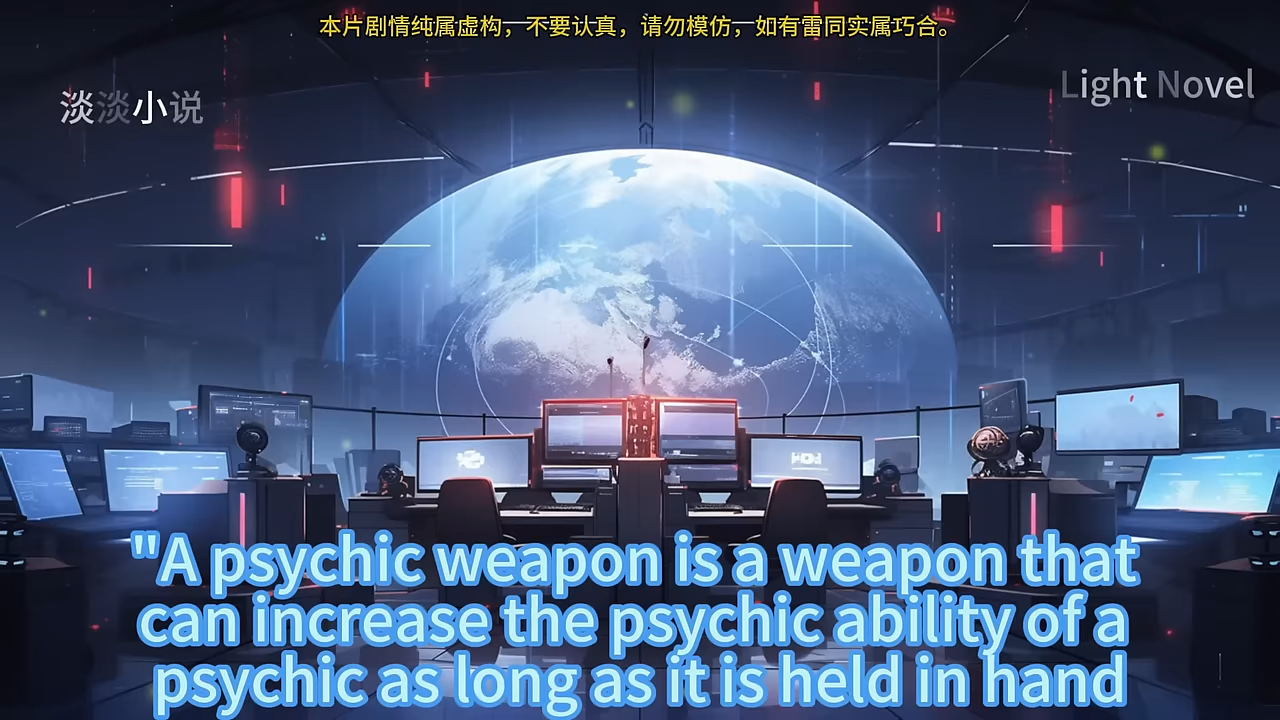 本片剧情纯属虚构，不要认真，请勿模仿，如有雷同实属巧合。
淡淡小说
Light Novel
"A psychic weapon is a weapon that
can increase the psychic ability of a
psychic as long as it is held in hand